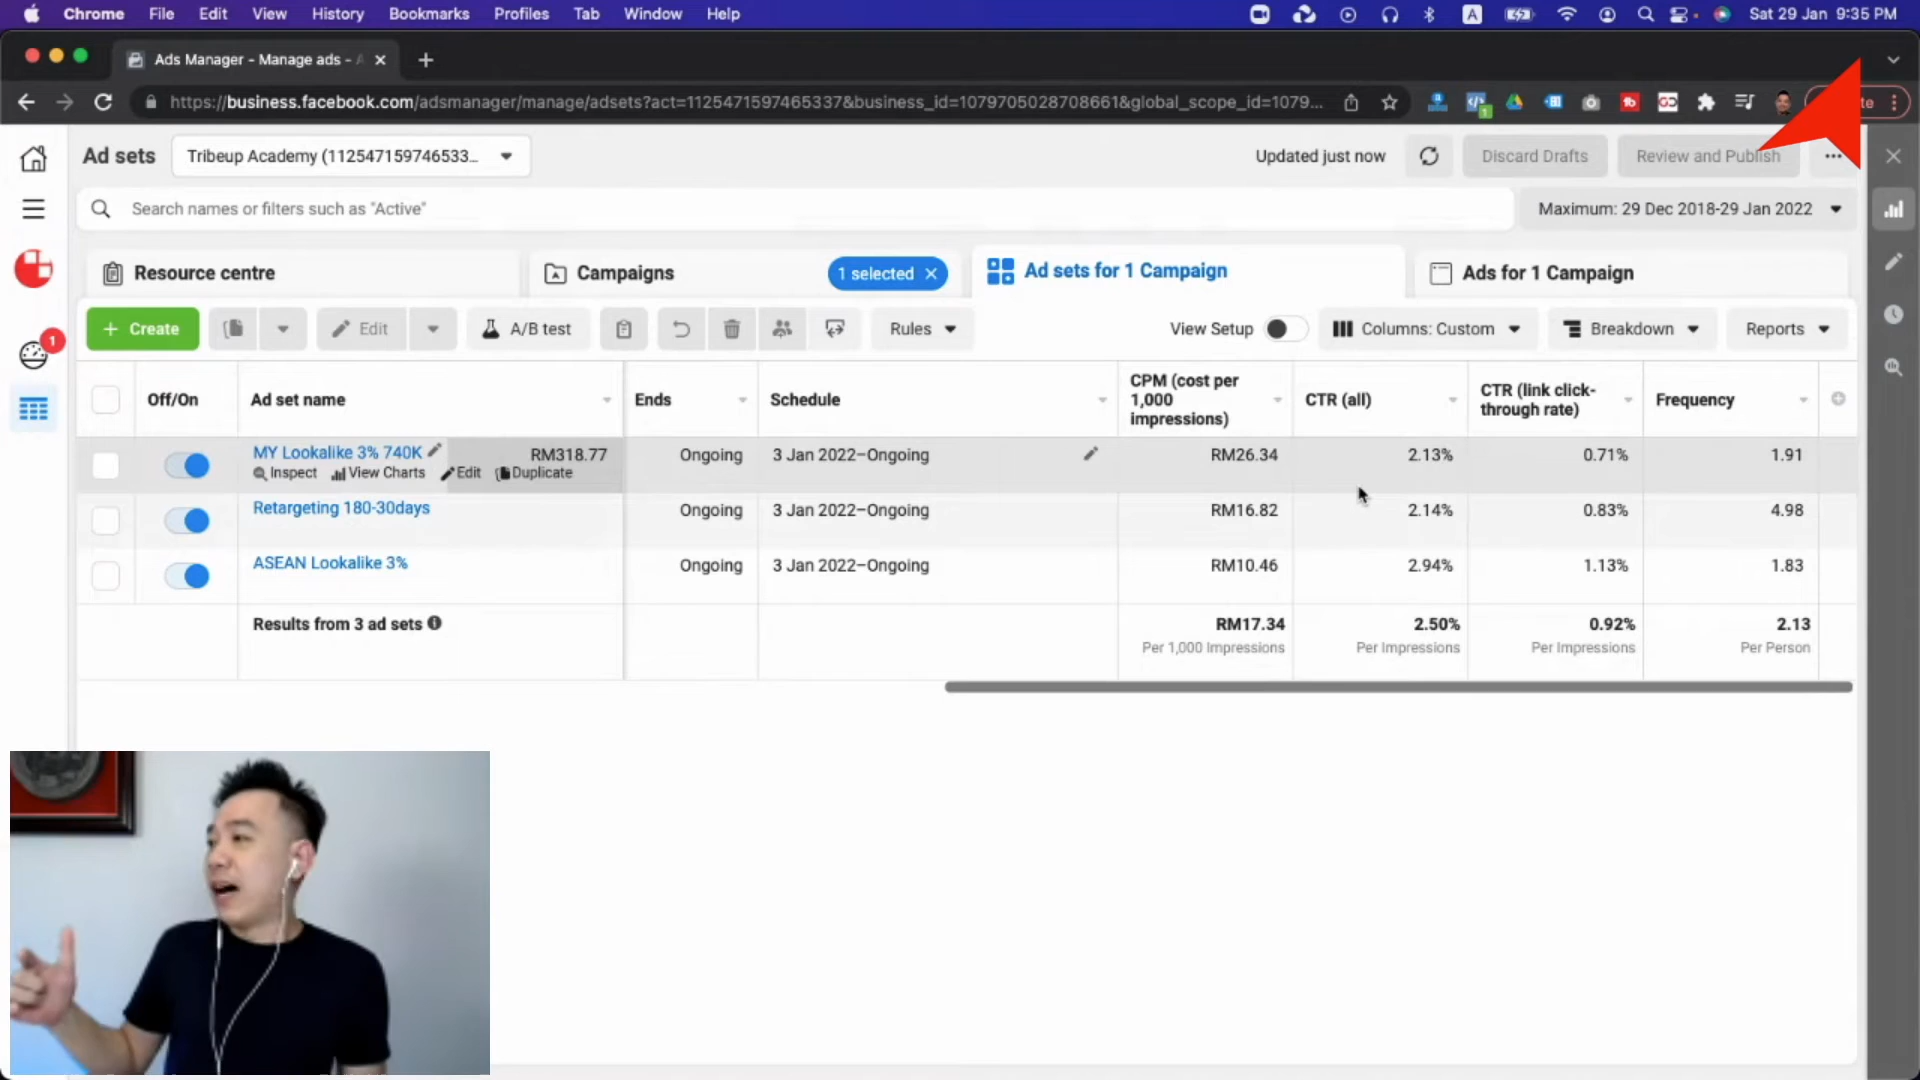 Chrome File Edit View History Bookmarks Profiles Tab Window Help A Sat 29 Jan 9:35 PM
Ads Manager - Manage ads -
https://business.facebook.com/adsmanager/manage/adsets?act=1125471597465337&business_id=1079705028708661&global_scope_id=1079...
Ad sets Tribeup Academy (112547159746533... Updated just now Discard Drafts Review and Publish
Search names or filters such as "Active" Maximum: 29 Dec 2018-29 Jan 2022
Resource centre Campaigns 1 selected Ad sets for 1 Campaign Ads for 1 Campaign
+ Create Edit A/B test Rules View Setup Columns: Custom Breakdown Reports
1
Off/On Ad set name Ends Schedule CPM (cost per 1,000 impressions) CTR (all) CTR (link click-through rate) Frequency
MY Lookalike 3% 740K RM318.77 Ongoing 3 Jan 2022–Ongoing RM26.34 2.13% 0.71% 1.91
Inspect View Charts Edit Duplicate
Retargeting 180-30days Ongoing 3 Jan 2022–Ongoing RM16.82 2.14% 0.83% 4.98
ASEAN Lookalike 3% Ongoing 3 Jan 2022–Ongoing RM10.46 2.94% 1.13% 1.83
Results from 3 ad sets RM17.34 2.50% 0.92% 2.13
Per 1,000 Impressions Per Impressions Per Impressions Per Person